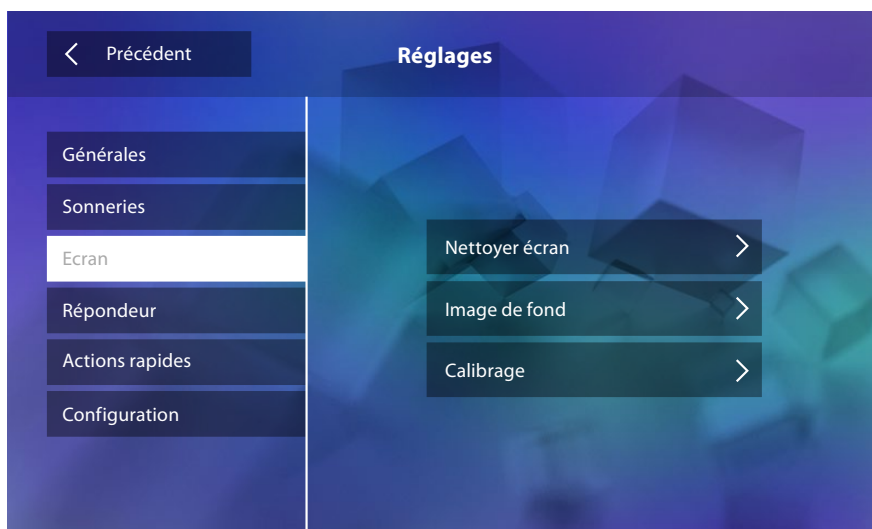 Précédent
Réglages
Générales
Sonneries
Ecran
Répondeur
Actions rapides
Configuration
Nettoyer écran
Image de fond
Calibrage